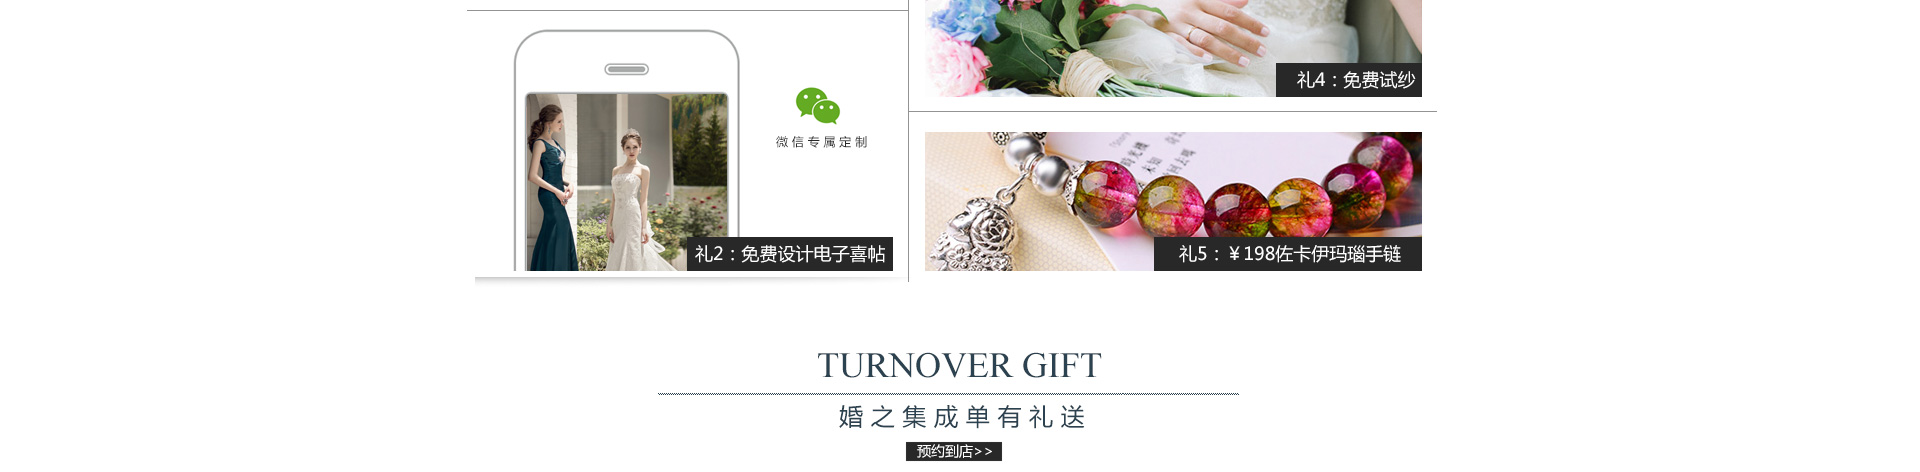 微信专属定制
礼2：免费设计电子喜帖
礼4：免费试纱
礼5：￥198佐卡伊玛瑙手链
TURNOVER GIFT
婚之集成单有礼送
预约到店>>